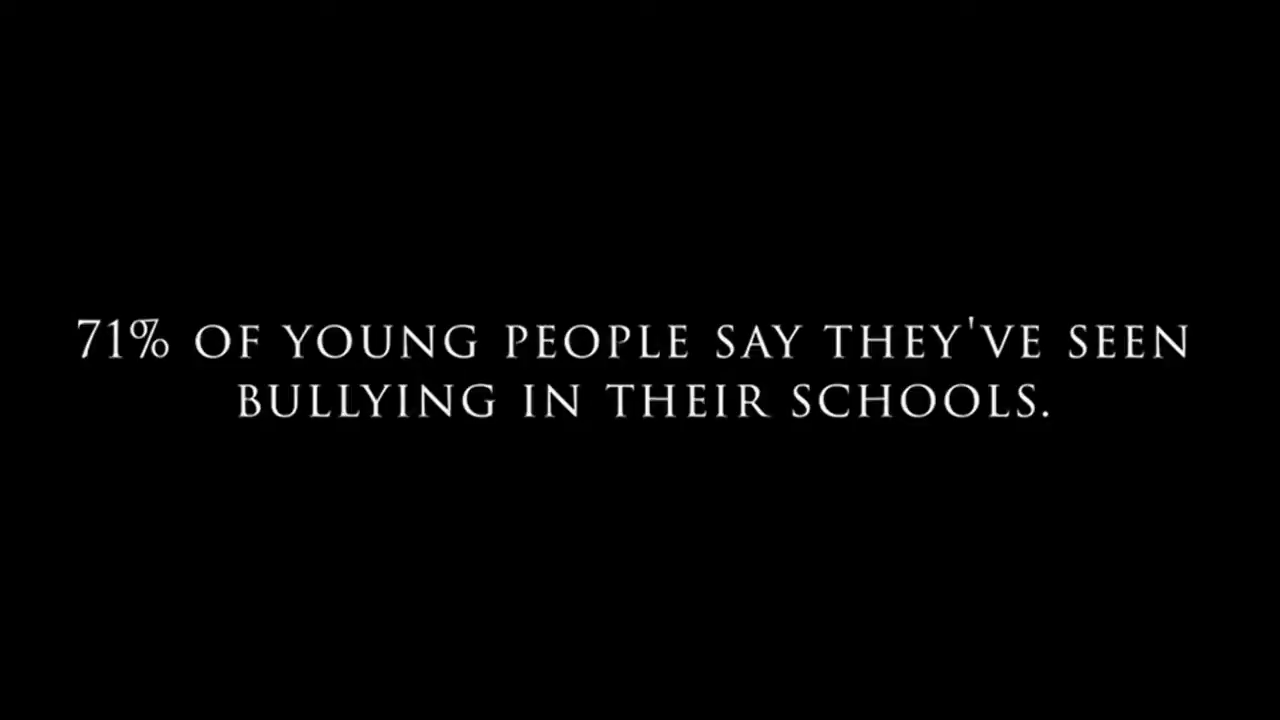 71% OF YOUNG PEOPLE SAY THEY'VE SEEN
BULLYING IN THEIR SCHOOLS.